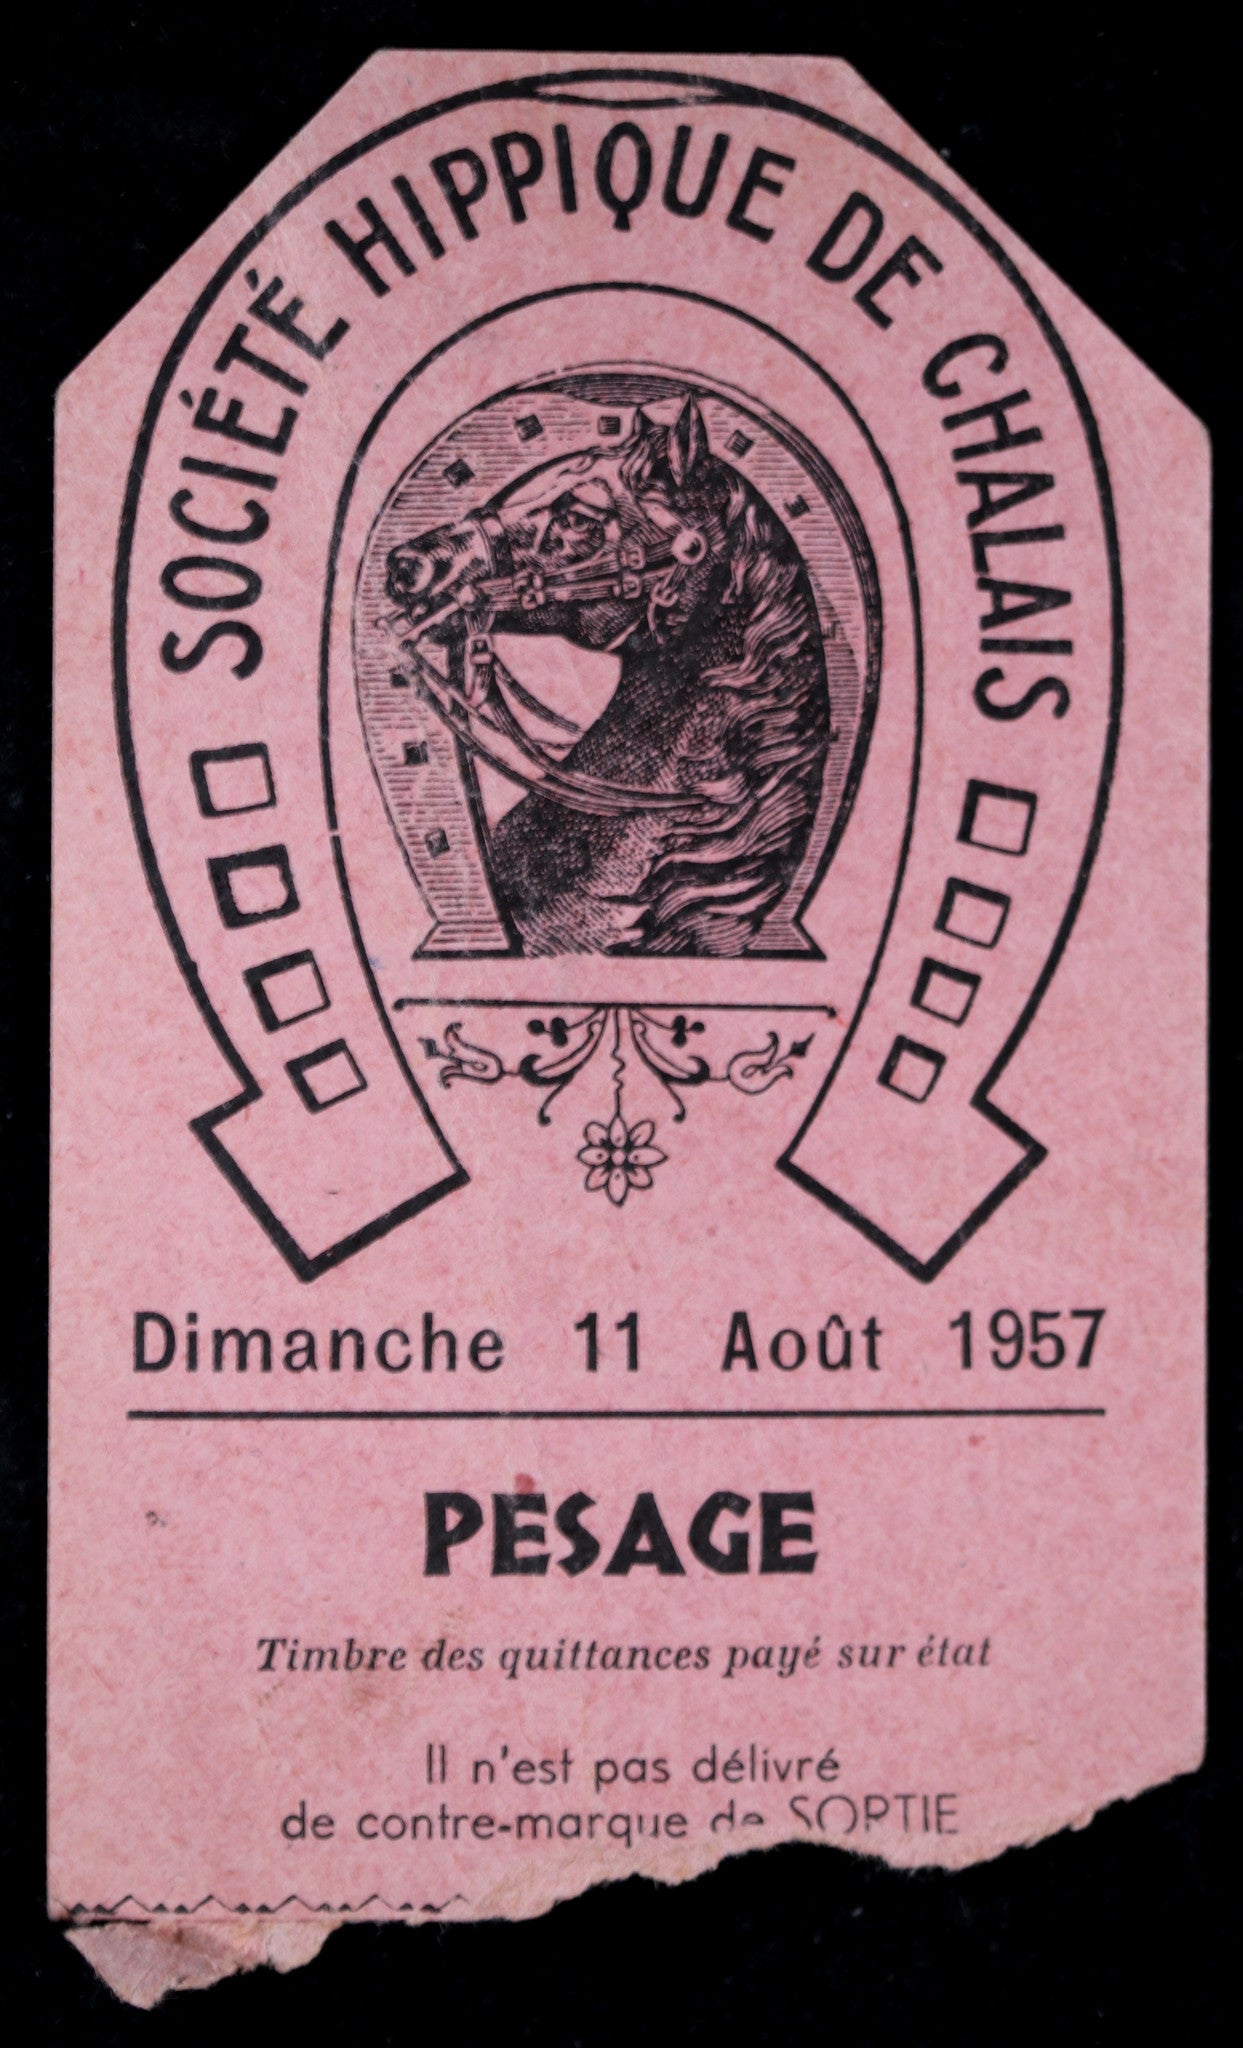 SOCIÉTÉ HIPPIQUE DE CHALAIS
Dimanche 11 Août 1957
PESAGE
Timbre des quittances payé sur état
Il n'est pas délivré
de contre-marque de SORTIE